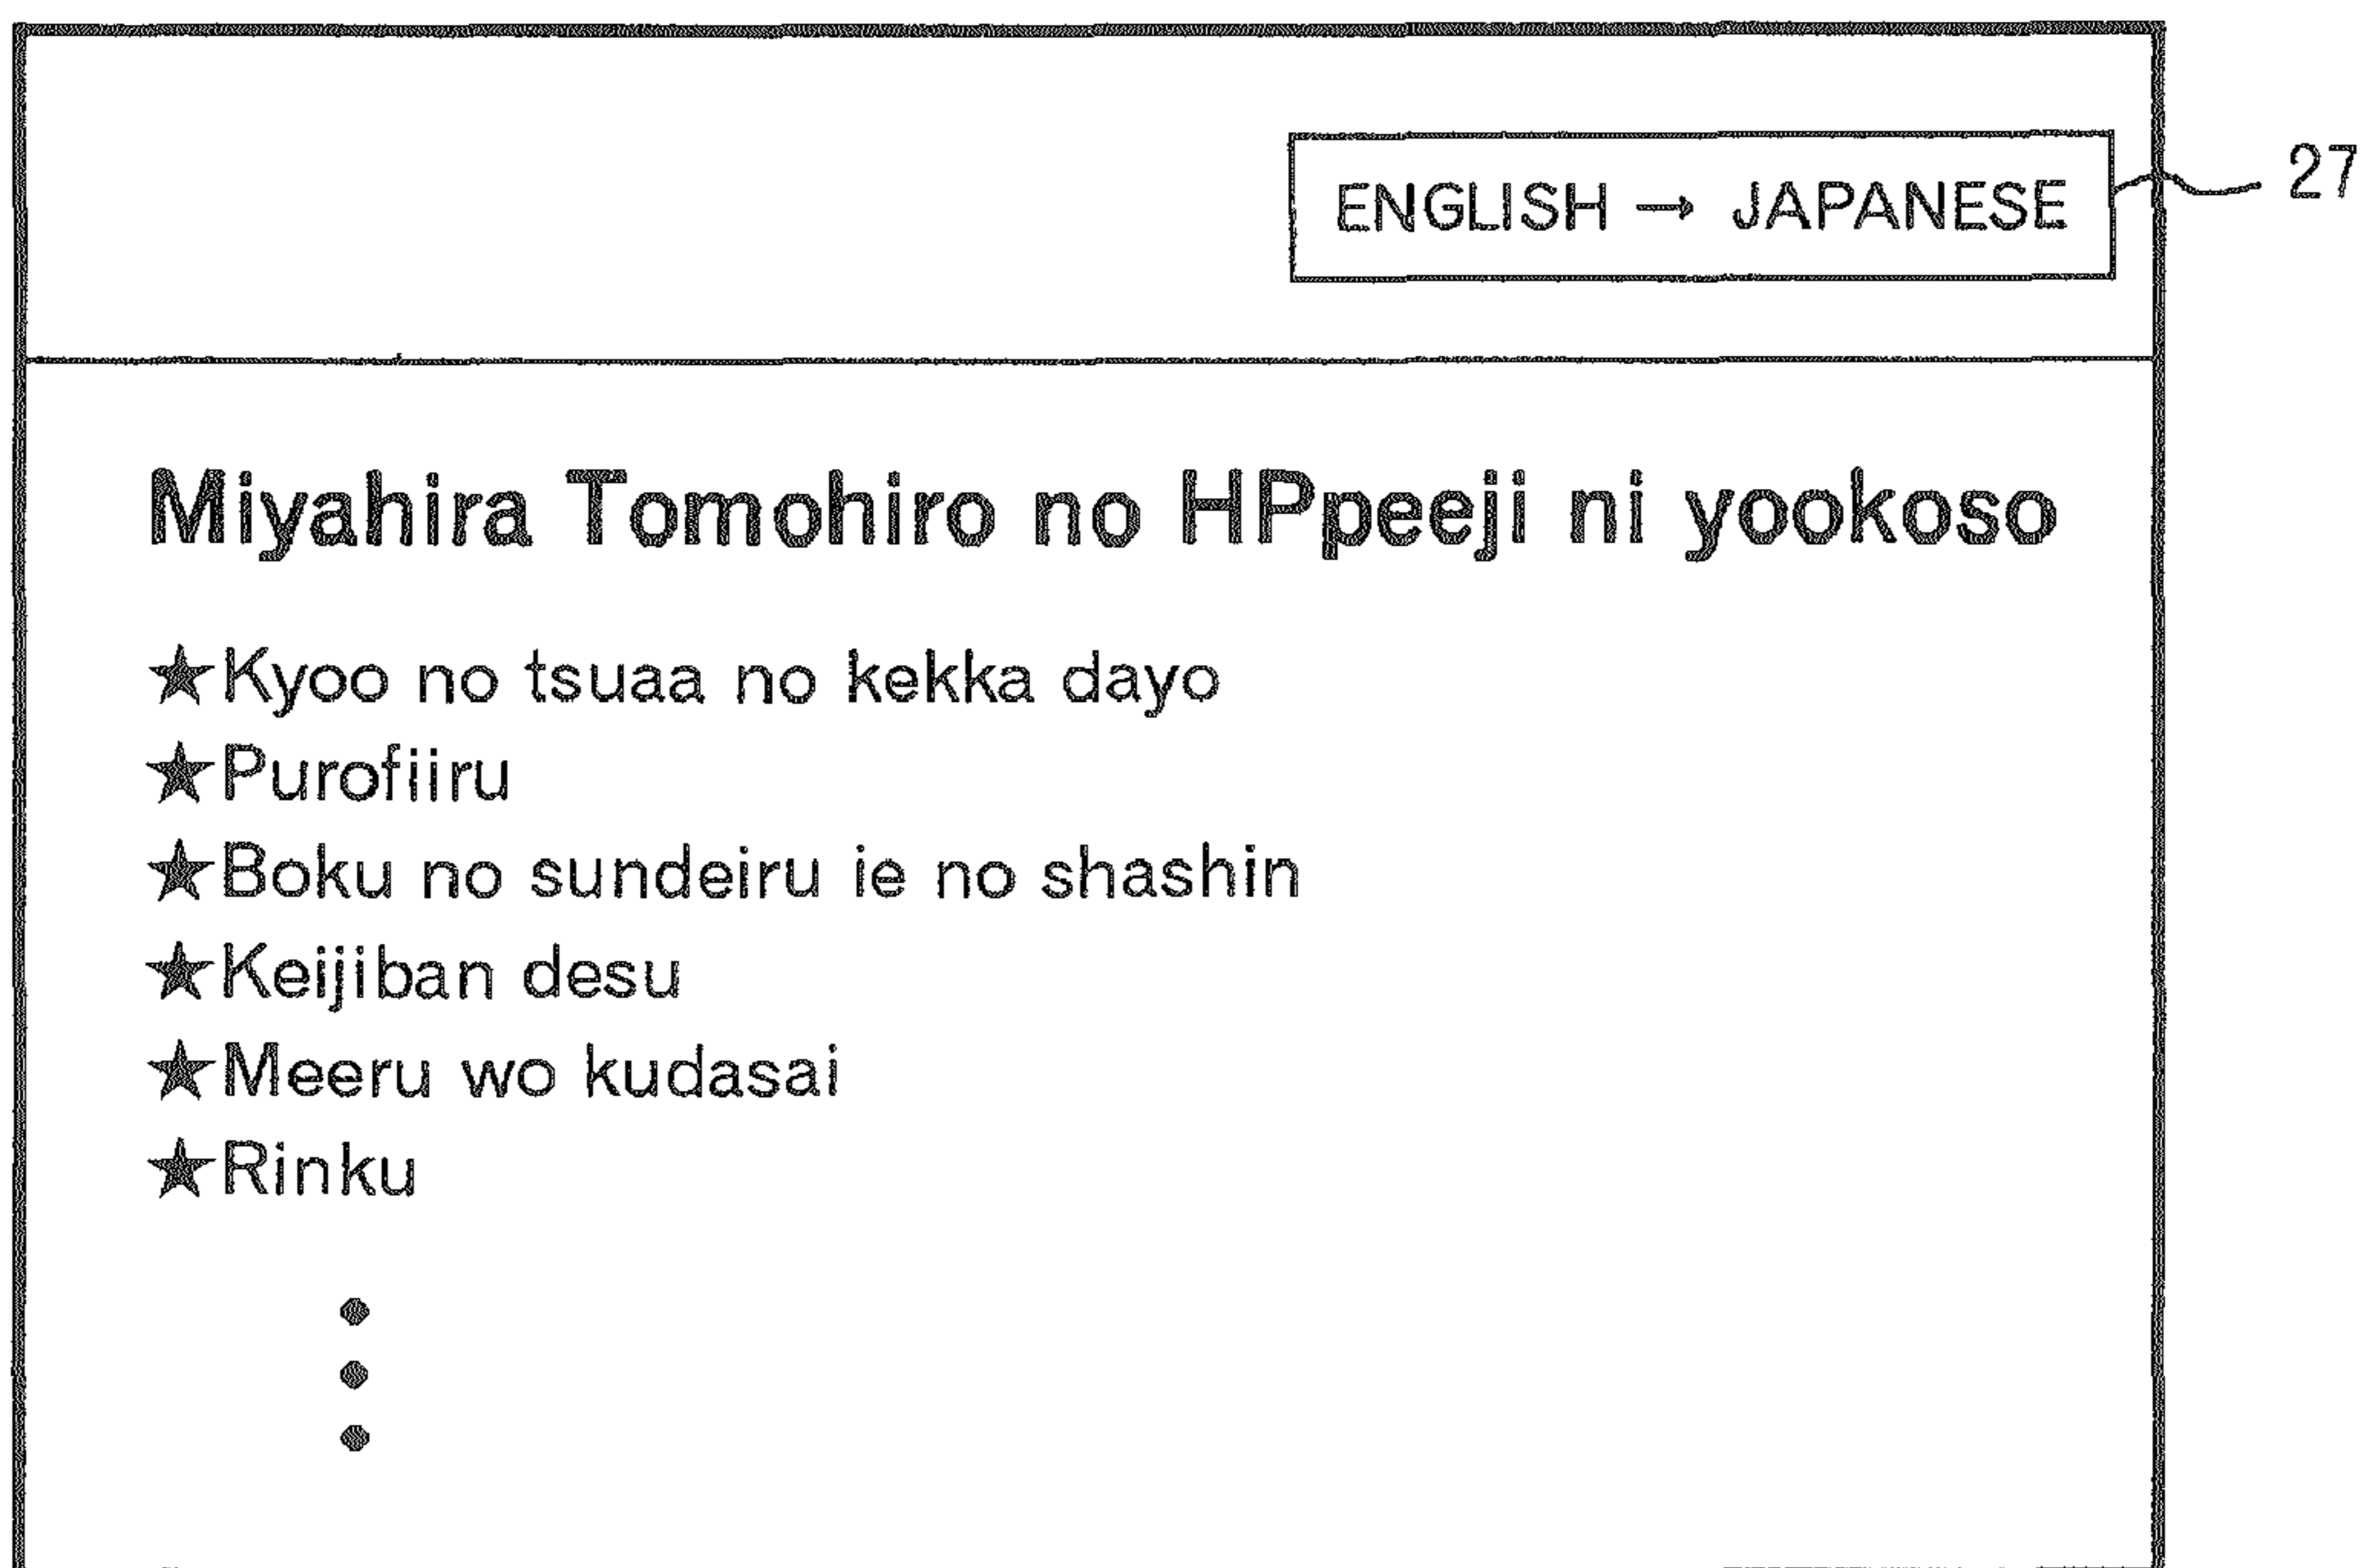 ENGLISH → JAPANESE
27
Miyahira Tomohiro no HPpeeji ni yookoso
★Kyoo no tsuaa no kekka dayo
★Purofiiru
★Boku no sundeiru ie no shashin
★Keijiban desu
★Meeru wo kudasai
★Rinku